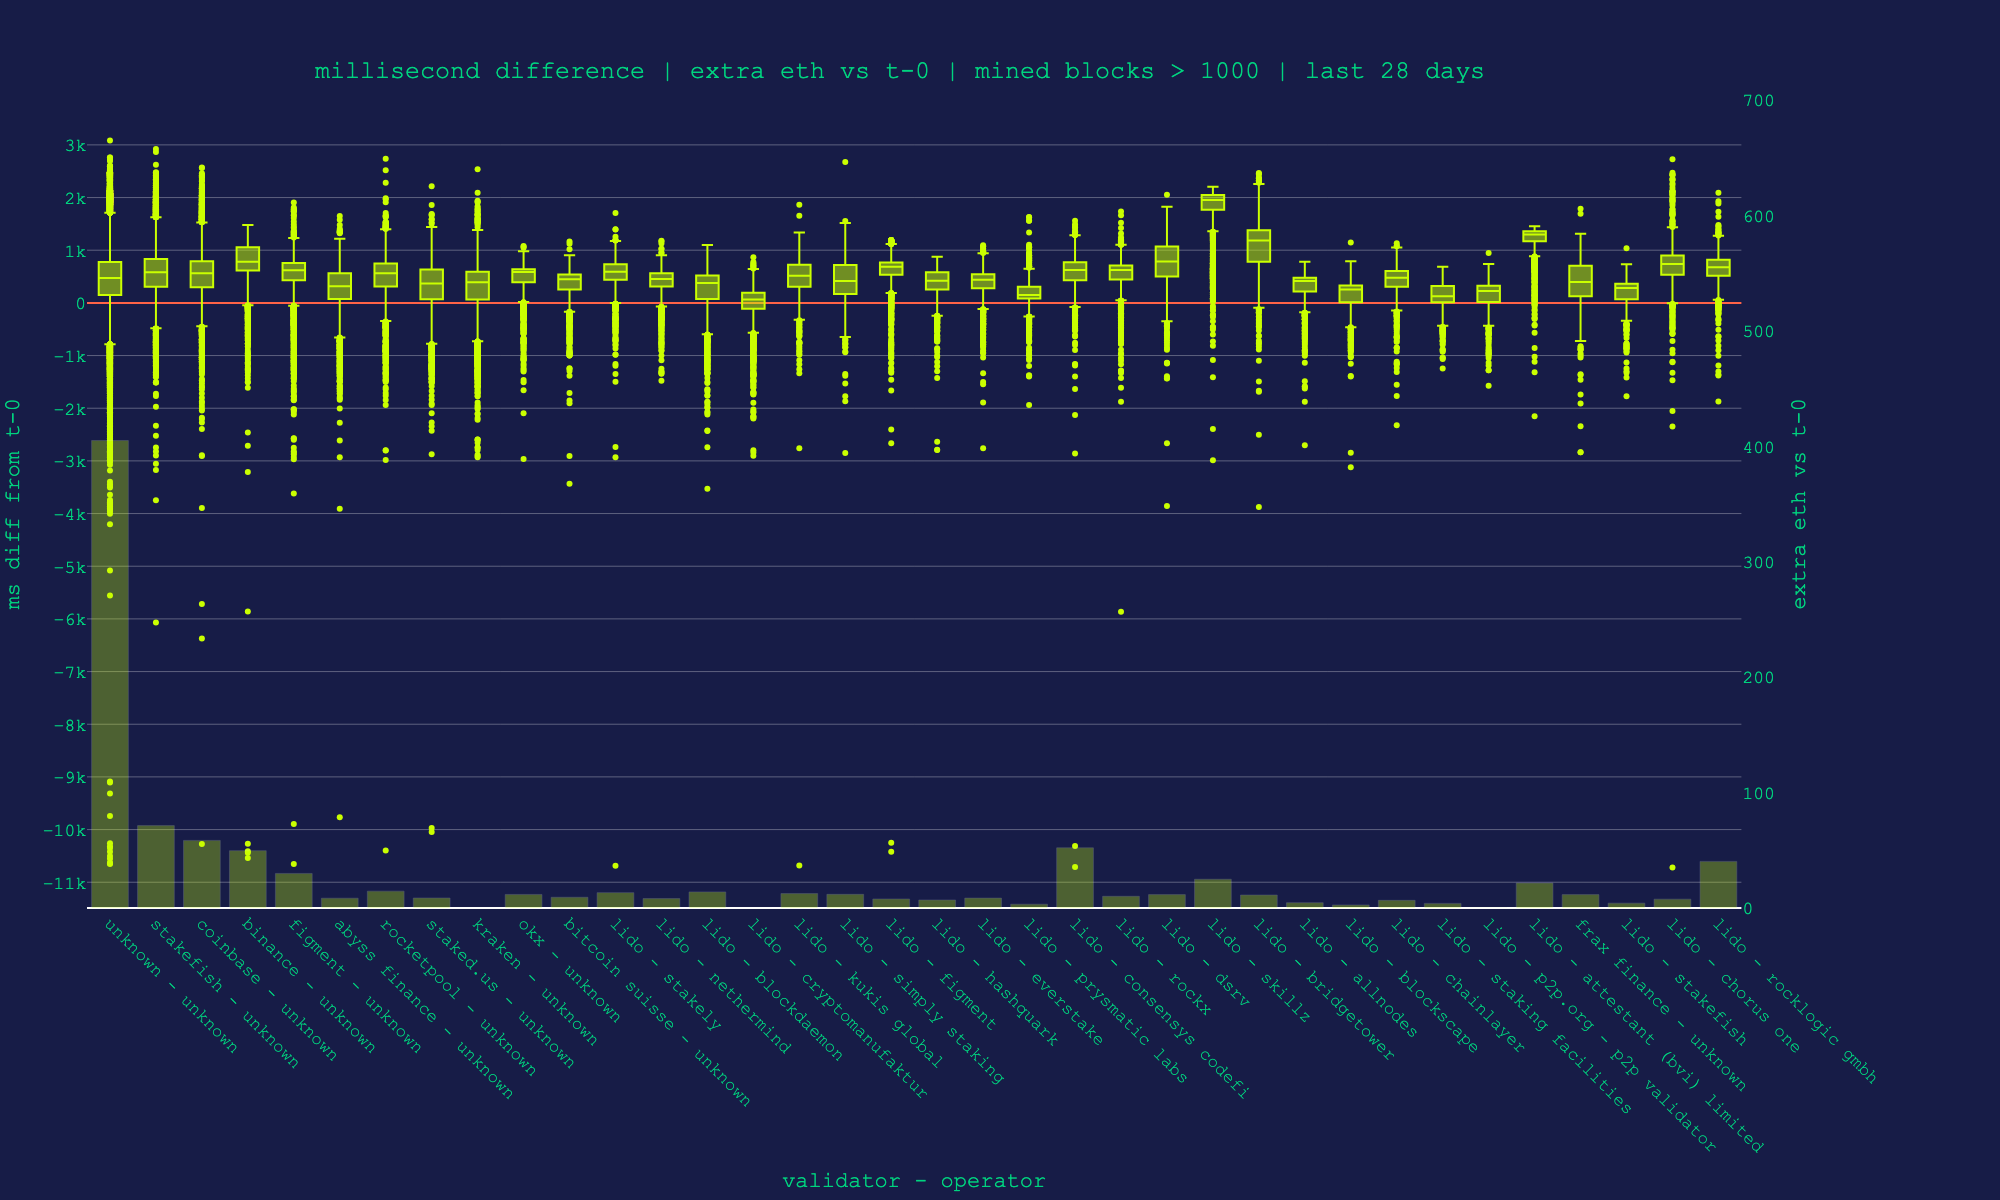 millisecond difference | extra eth vs t-0 | mined blocks > 1000 | last 28 days
3k
2k
1k
0
−1k
−2k
−3k
−4k
−5k
−6k
−7k
−8k
−9k
−10k
−11k
ms diff from t-0
700
600
500
400
300
200
100
0
extra eth vs t-0
unknown - unknown
stakefish - unknown
coinbase - unknown
binance - unknown
figment - unknown
abyss finance - unknown
rocketpool - unknown
staked.us - unknown
kraken - unknown
okx - unknown
bitcoin suisse - unknown
lido - stakely
lido - nethermind
lido - blockdaemon
lido - cryptomanufaktur
lido - kukis global
lido - simply staking
lido - figment
lido - hashquark
lido - everstake
lido - prysmatic labs
lido - consensys codefi
lido - rockx
lido - dsrv
lido - skillz
lido - bridgetower
lido - allnodes
lido - blockscape
lido - chainlayer
lido - staking facilities
lido - p2p.org - p2p validator
lido - attestant (bvi) limited
frax finance - unknown
lido - stakefish
lido - chorus one
lido - rocklogic gmbh
validator - operator